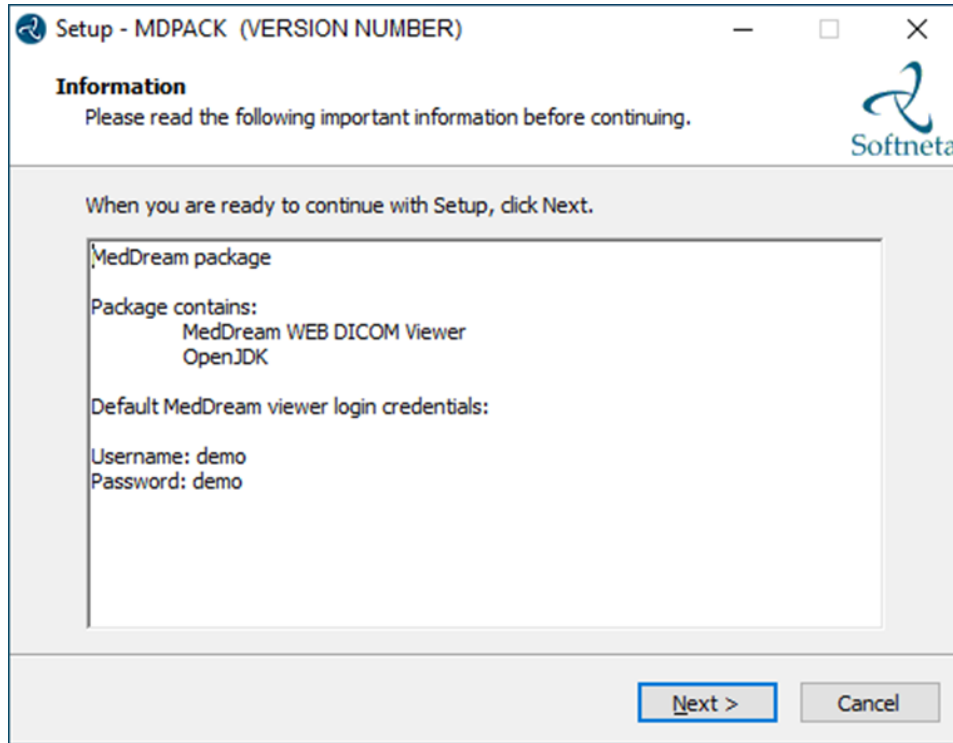 Setup - MDPACK (VERSION NUMBER)
Information
Please read the following important information before continuing.
Softneta
When you are ready to continue with Setup, click Next.
MedDream package
Package contains:
MedDream WEB DICOM Viewer
OpenJDK
Default MedDream viewer login credentials:
Username: demo
Password: demo
Next >
Cancel